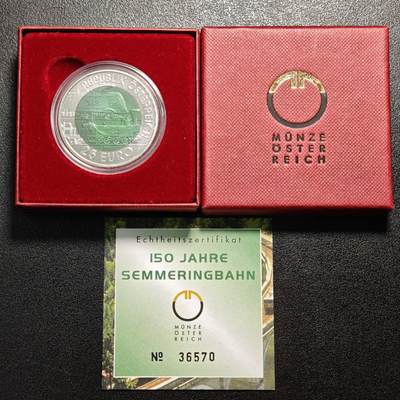 REPUBLIK ÖSTERREICH
25 EURO
MÜNZE
ÖSTER
REICH
Echtheitszertifikat
150 JAHRE
SEMMERINGBAHN
MÜNZE
ÖSTER
REICH
№ 36570